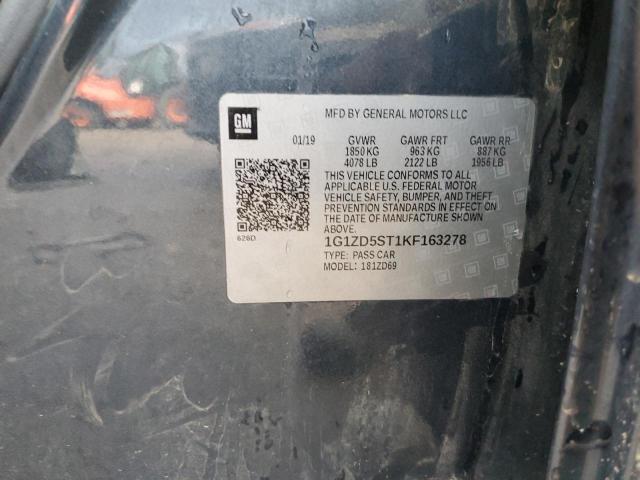 GM
MFD BY GENERAL MOTORS LLC
01/19 GVWR GAWR FRT GAWR RR
1850 KG 963 KG 887 KG
4078 LB 2122 LB 1956 LB
THIS VEHICLE CONFORMS TO ALL
APPLICABLE U.S. FEDERAL MOTOR
VEHICLE SAFETY, BUMPER, AND THEFT
PREVENTION STANDARDS IN EFFECT ON
THE DATE OF MANUFACTURE SHOWN ABOVE.
626D
1G1ZD5ST1KF163278
TYPE: PASS CAR
MODEL: 181ZD69